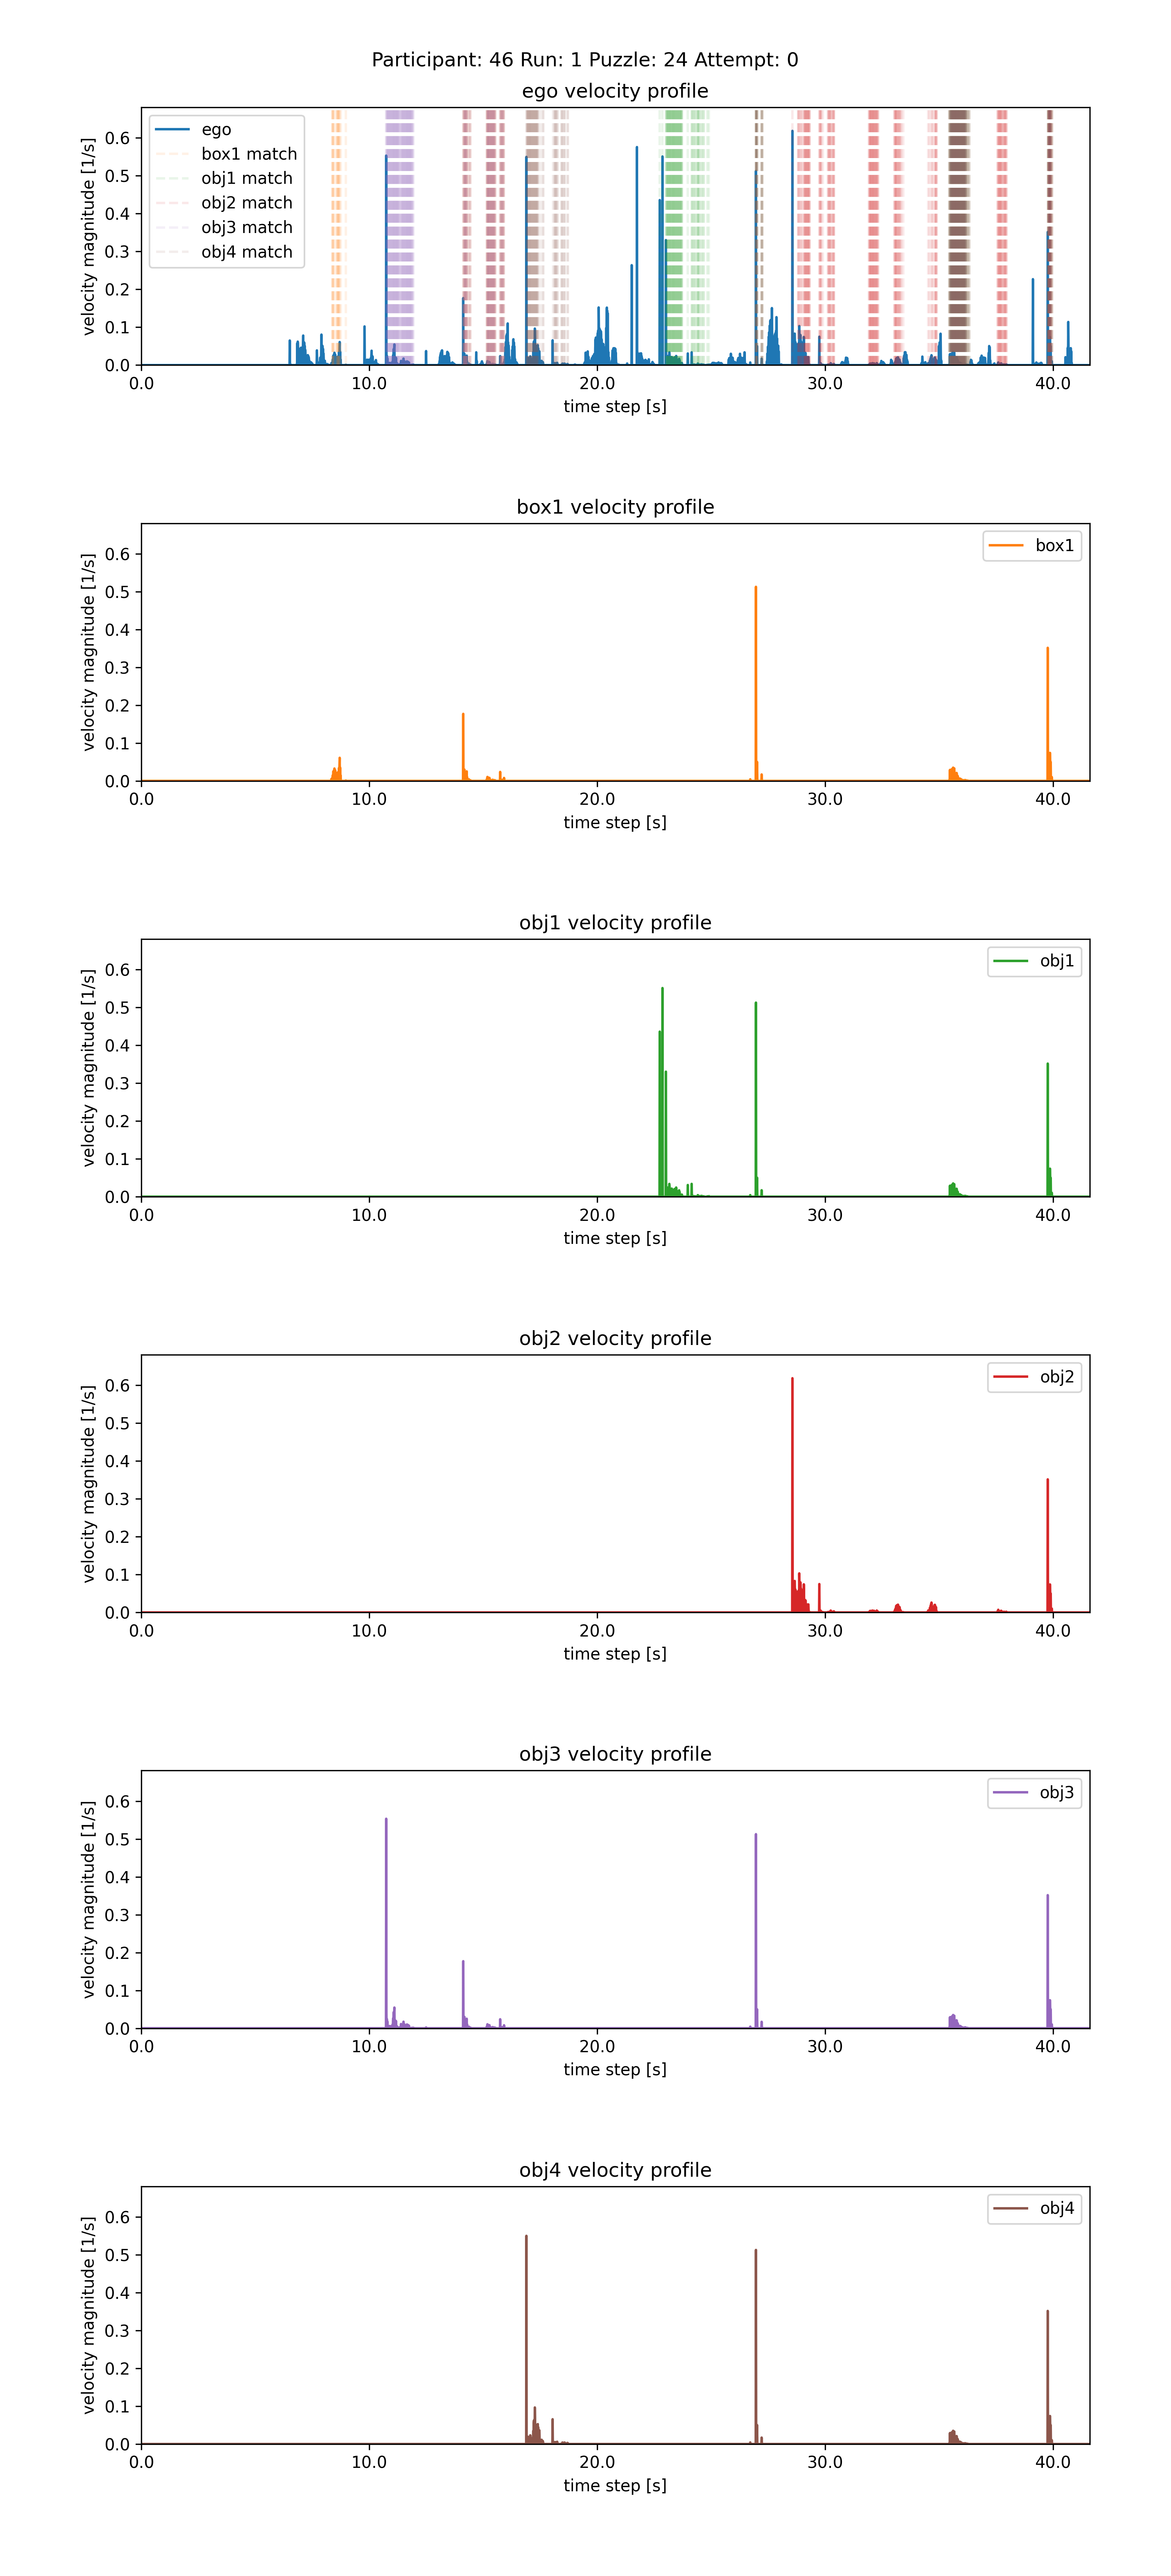 Participant: 46 Run: 1 Puzzle: 24 Attempt: 0
ego velocity profile
velocity magnitude [1/s]
0.6
0.5
0.4
0.3
0.2
0.1
0.0
ego
box1 match
obj1 match
obj2 match
obj3 match
obj4 match
0.0 10.0 20.0 30.0 40.0
time step [s]
box1 velocity profile
velocity magnitude [1/s]
0.6
0.5
0.4
0.3
0.2
0.1
0.0
box1
0.0 10.0 20.0 30.0 40.0
time step [s]
obj1 velocity profile
velocity magnitude [1/s]
0.6
0.5
0.4
0.3
0.2
0.1
0.0
obj1
0.0 10.0 20.0 30.0 40.0
time step [s]
obj2 velocity profile
velocity magnitude [1/s]
0.6
0.5
0.4
0.3
0.2
0.1
0.0
obj2
0.0 10.0 20.0 30.0 40.0
time step [s]
obj3 velocity profile
velocity magnitude [1/s]
0.6
0.5
0.4
0.3
0.2
0.1
0.0
obj3
0.0 10.0 20.0 30.0 40.0
time step [s]
obj4 velocity profile
velocity magnitude [1/s]
0.6
0.5
0.4
0.3
0.2
0.1
0.0
obj4
0.0 10.0 20.0 30.0 40.0
time step [s]